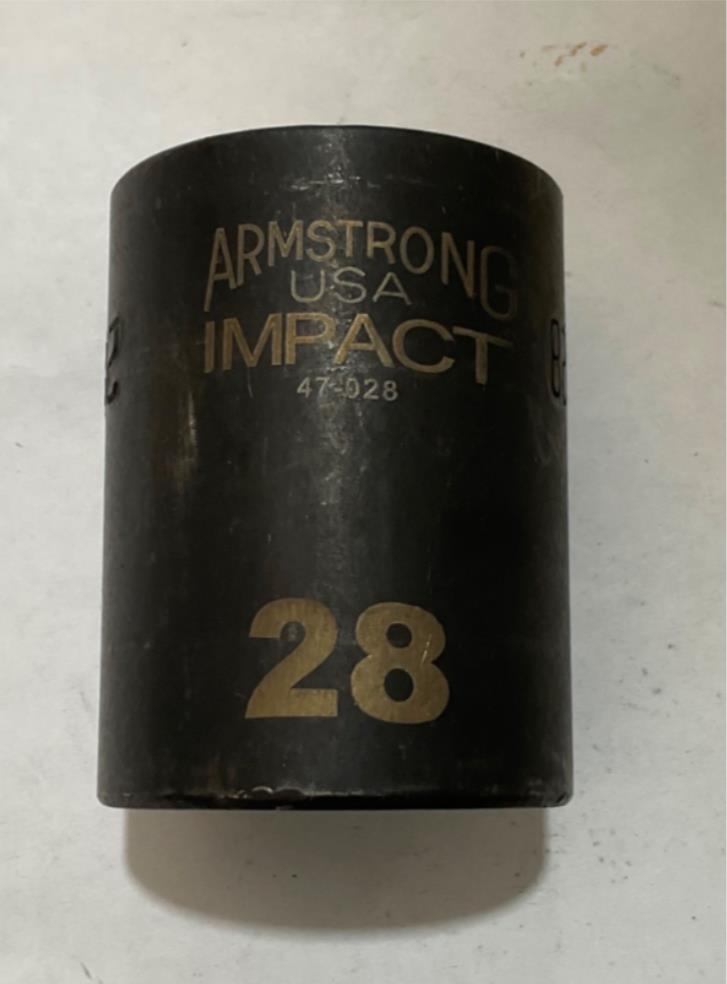 ARMSTRONG
USA
IMPACT
47-028
28